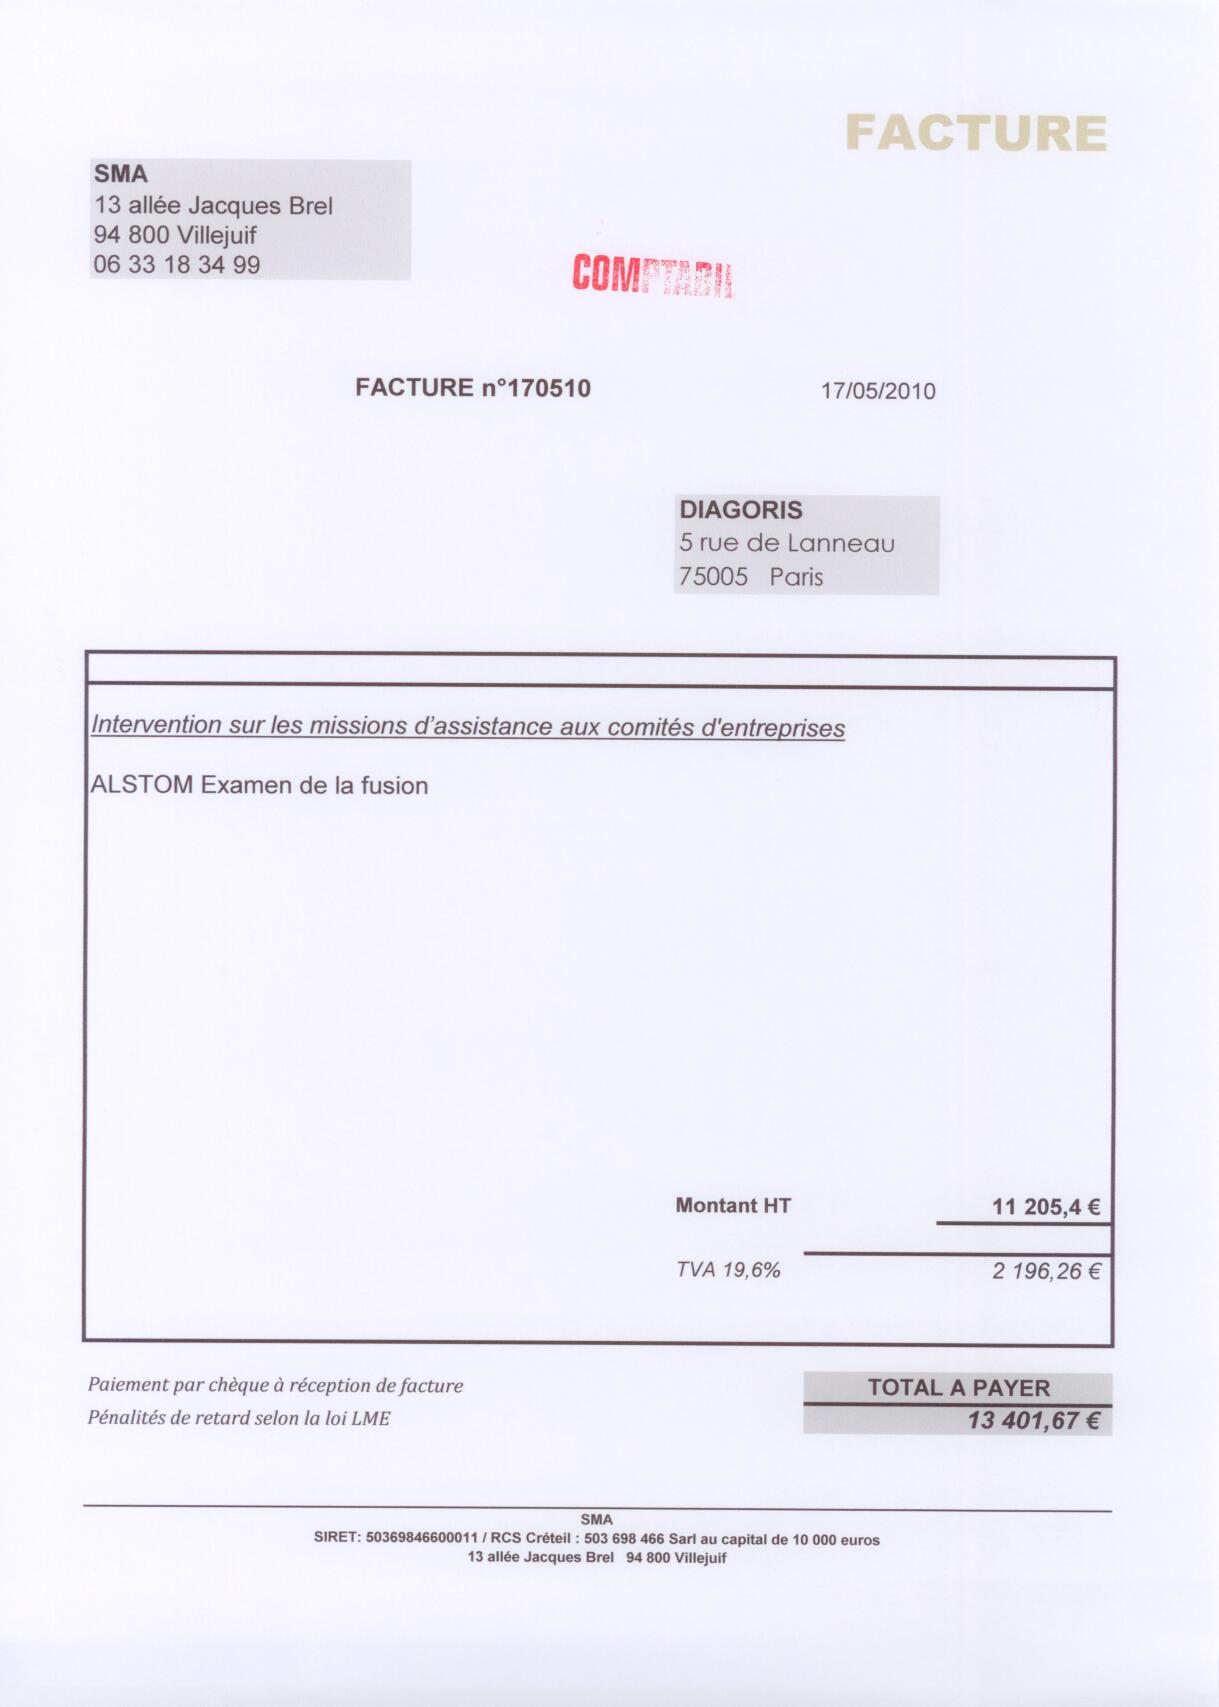 FACTURE
SMA
13 allée Jacques Brel
94 800 Villejuif
06 33 18 34 99
COMPTABIL
FACTURE n°170510
17/05/2010
DIAGORIS
5 rue de Lanneau
75005 Paris
Intervention sur les missions d’assistance aux comités d'entreprises
ALSTOM Examen de la fusion
Montant HT 11 205,4 €
TVA 19,6% 2 196,26 €
Paiement par chèque à réception de facture
Pénalités de retard selon la loi LME
TOTAL A PAYER
13 401,67 €
SMA
SIRET: 50369846600011 / RCS Créteil : 503 698 466 Sarl au capital de 10 000 euros
13 allée Jacques Brel 94 800 Villejuif